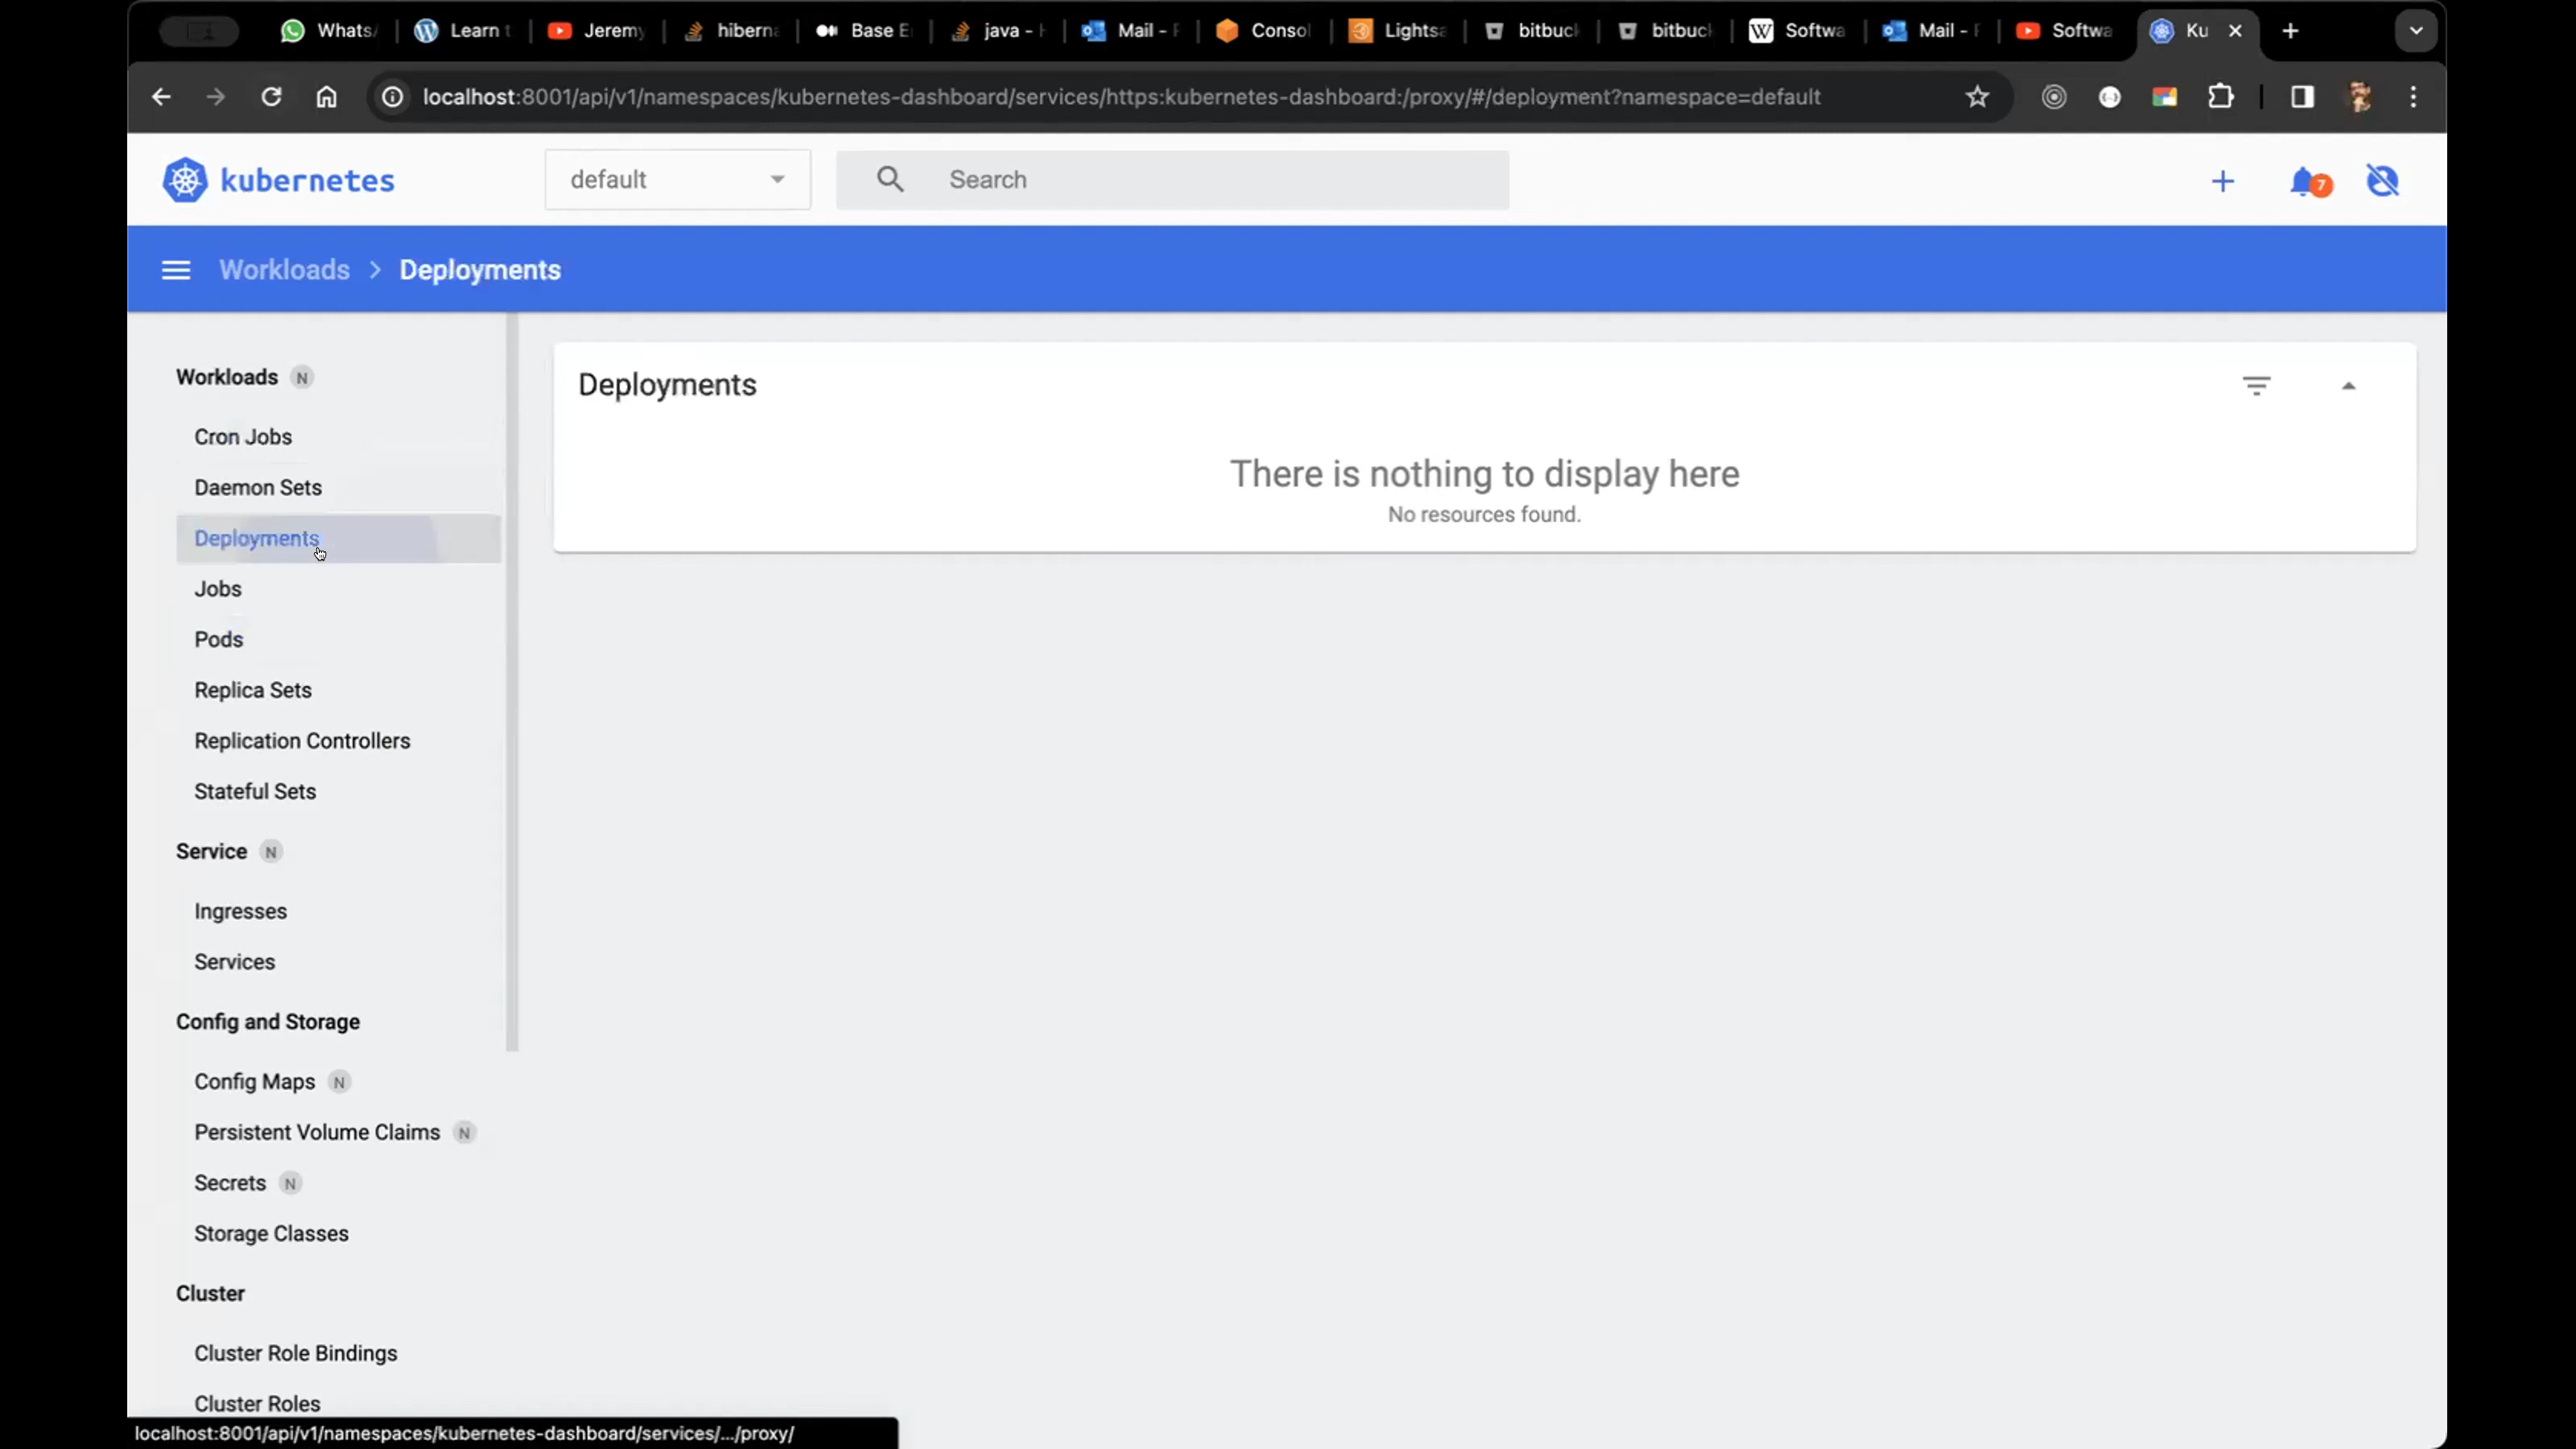 Whats
Learn t
Jeremy
hiberna
Base E
java - H
Mail -
Consol
Lightsa
bitbuc
bitbuc
Softwa
Mail -
Softwa
Ku
localhost:8001/api/v1/namespaces/kubernetes-dashboard/services/https:kubernetes-dashboard:/proxy/#/deployment?namespace=default
kubernetes
default
Search
7
Workloads > Deployments
Workloads N
Cron Jobs
Daemon Sets
Deployments
Jobs
Pods
Replica Sets
Replication Controllers
Stateful Sets
Service N
Ingresses
Services
Config and Storage
Config Maps N
Persistent Volume Claims N
Secrets N
Storage Classes
Cluster
Cluster Role Bindings
Cluster Roles
Deployments
There is nothing to display here
No resources found.
localhost:8001/api/v1/namespaces/kubernetes-dashboard/services/.../proxy/